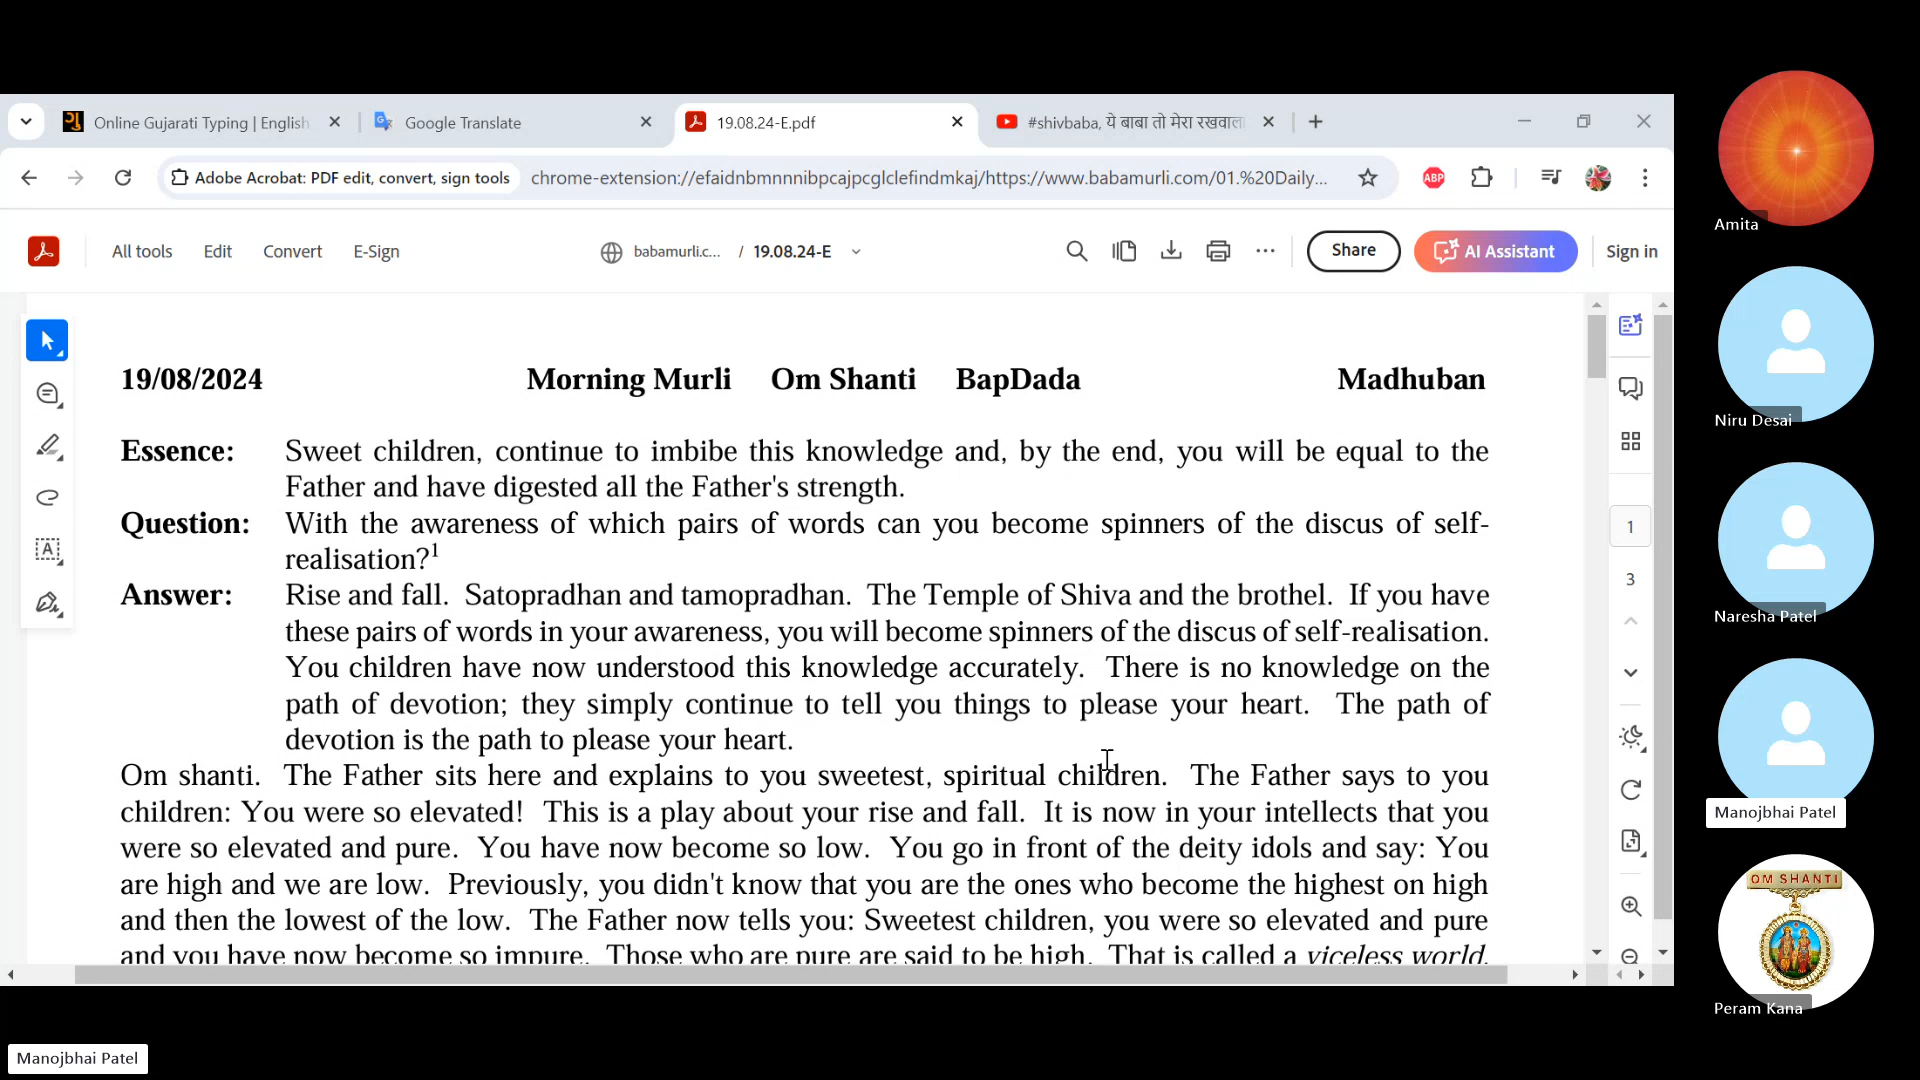 Online Gujarati Typing | English
Google Translate
19.08.24-E.pdf
#shivbaba, ये बाबा तो मेरा रखवाला
Adobe Acrobat: PDF edit, convert, sign tools
chrome-extension://efaidnbmnnnibpcajpcglclefindmkaj/https://www.babamurli.com/01.%20Daily...
ABP
All tools
Edit
Convert
E-Sign
babamurli.c... / 19.08.24-E
Share
AI Assistant
Sign in
19/08/2024 Morning Murli Om Shanti BapDada Madhuban
Essence: Sweet children, continue to imbibe this knowledge and, by the end, you will be equal to the
Father and have digested all the Father's strength.
Question: With the awareness of which pairs of words can you become spinners of the discus of self-
realisation?1
Answer: Rise and fall. Satopradhan and tamopradhan. The Temple of Shiva and the brothel. If you have
these pairs of words in your awareness, you will become spinners of the discus of self-realisation.
You children have now understood this knowledge accurately. There is no knowledge on the
path of devotion; they simply continue to tell you things to please your heart. The path of
devotion is the path to please your heart.
Om shanti. The Father sits here and explains to you sweetest, spiritual children. The Father says to you
children: You were so elevated! This is a play about your rise and fall. It is now in your intellects that you
were so elevated and pure. You have now become so low. You go in front of the deity idols and say: You
are high and we are low. Previously, you didn't know that you are the ones who become the highest on high
and then the lowest of the low. The Father now tells you: Sweetest children, you were so elevated and pure
and you have now become so impure. Those who are pure are said to be high. That is called a viceless world.
1
3
Amita
Niru Desai
Naresha Patel
Manojbhai Patel
OM SHANTI
Peram Kana
Manojbhai Patel